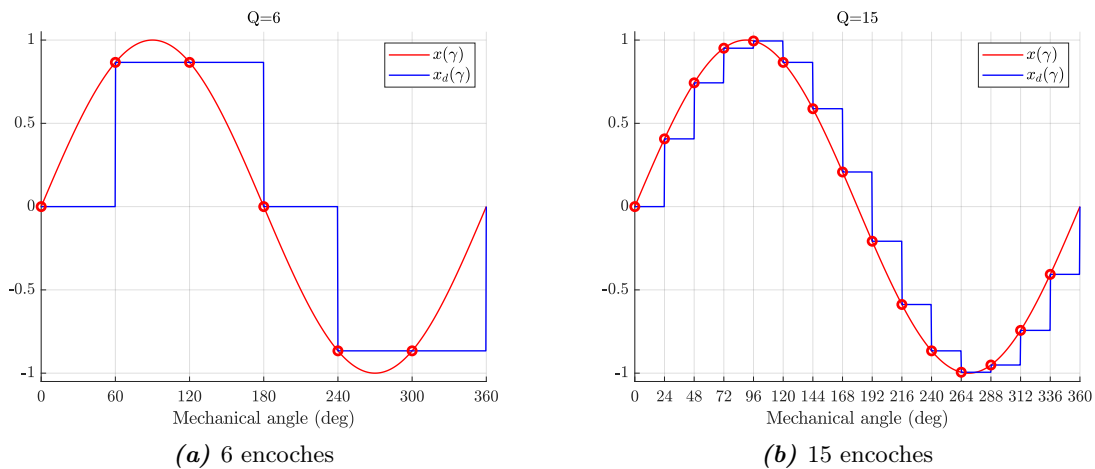 Q=6
1
0.5
0
-0.5
-1
0 60 120 180 240 300 360
Mechanical angle (deg)
x(γ)
x_d(γ)
(a) 6 encoches
Q=15
1
0.5
0
-0.5
-1
0 24 48 72 96 120 144 168 192 216 240 264 288 312 336 360
Mechanical angle (deg)
x(γ)
x_d(γ)
(b) 15 encoches